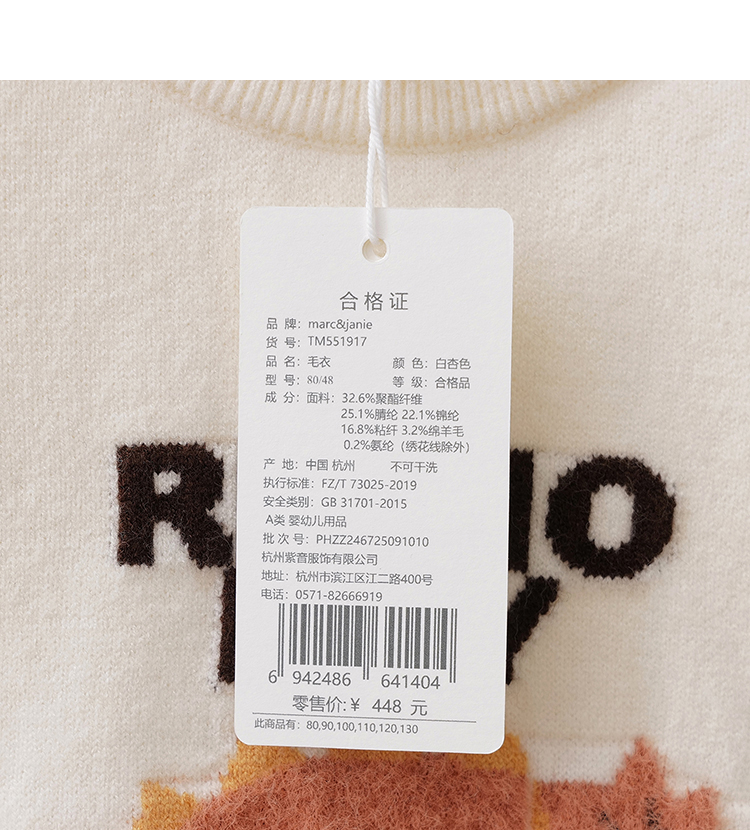 合格证
品 牌：marc&janie
货 号：TM551917
品 名：毛衣 颜 色：白杏色
型 号：80/48 等 级：合格品
成 分：面料：32.6%聚酯纤维
25.1%腈纶 22.1%锦纶
16.8%粘纤 3.2%绵羊毛
0.2%氨纶（绣花线除外）
产 地：中国 杭州 不可干洗
执行标准：FZ/T 73025-2019
安全类别：GB 31701-2015
A类 婴幼儿用品
批 次 号：PHZZ246725091010
杭州紫音服饰有限公司
地址：杭州市滨江区江二路400号
电话：0571-82666919
6 942486 641404
零售价:￥ 448 元
此商品有：80,90,100,110,120,130